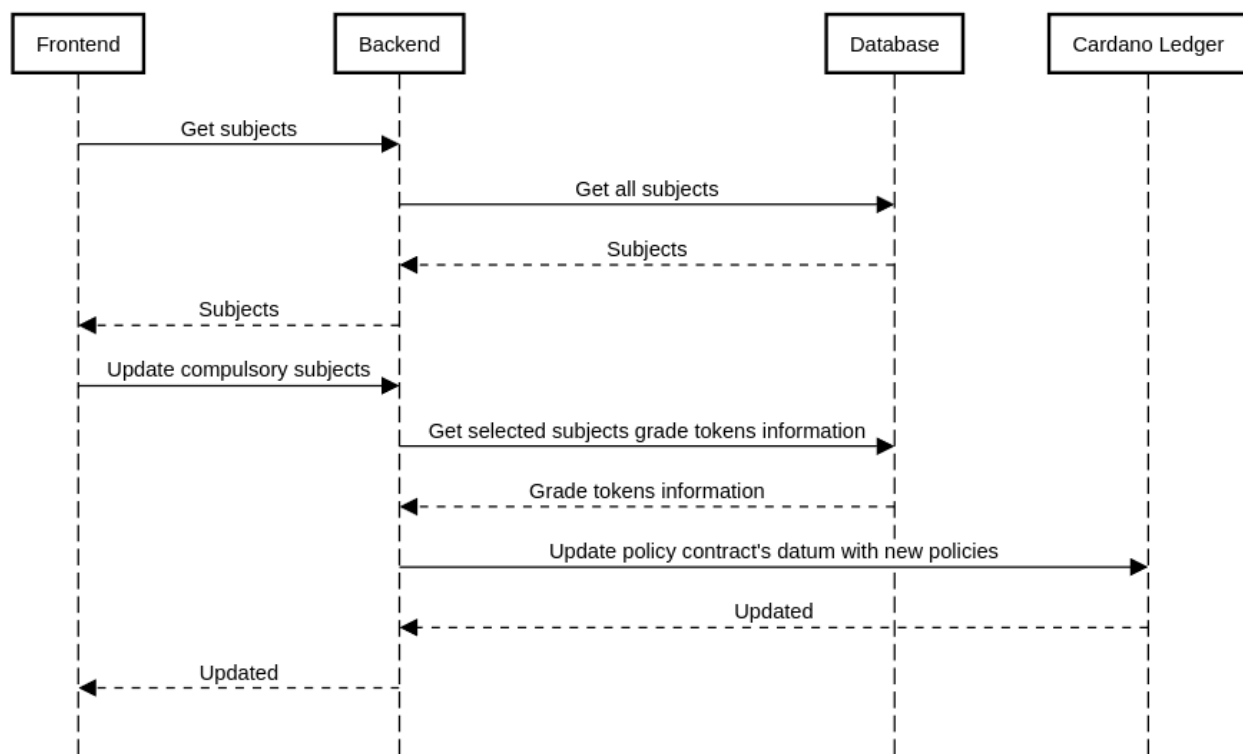 Frontend
Backend
Database
Cardano Ledger
Get subjects
Get all subjects
Subjects
Subjects
Update compulsory subjects
Get selected subjects grade tokens information
Grade tokens information
Update policy contract's datum with new policies
Updated
Updated